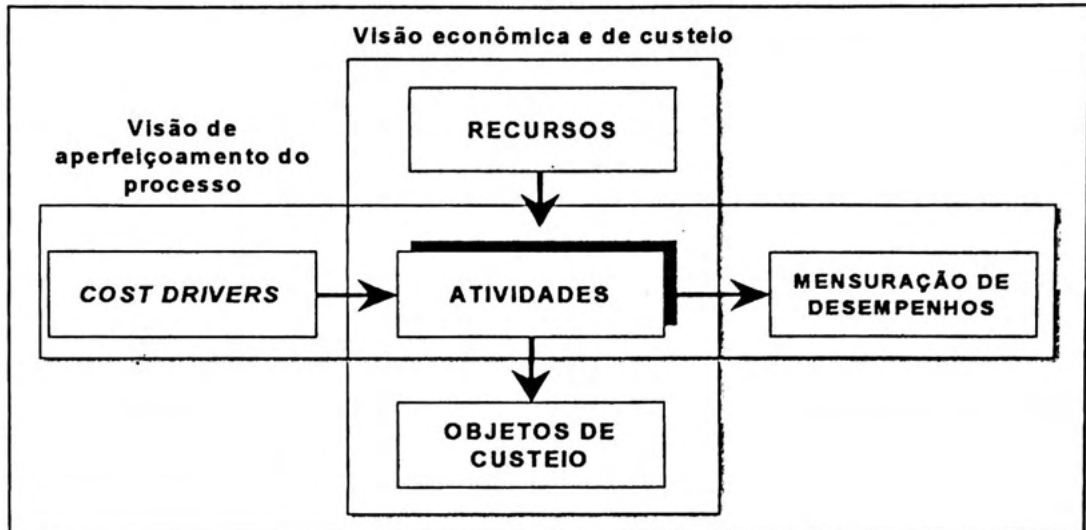 Visão econômica e de custeio
RECURSOS
Visão de
aperfeiçoamento do
processo
COST DRIVERS
ATIVIDADES
MENSURAÇÃO DE
DESEMPENHOS
OBJETOS DE
CUSTEIO